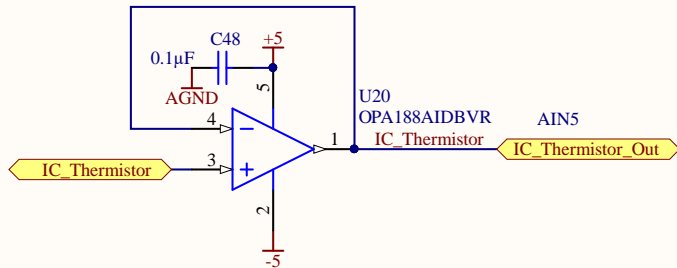 C48
+5
0.1µF
AGND
5
U20
OPA188AIDBVR
AIN5
4
1
IC_Thermistor
IC_Thermistor_Out
3
IC_Thermistor
2
-5